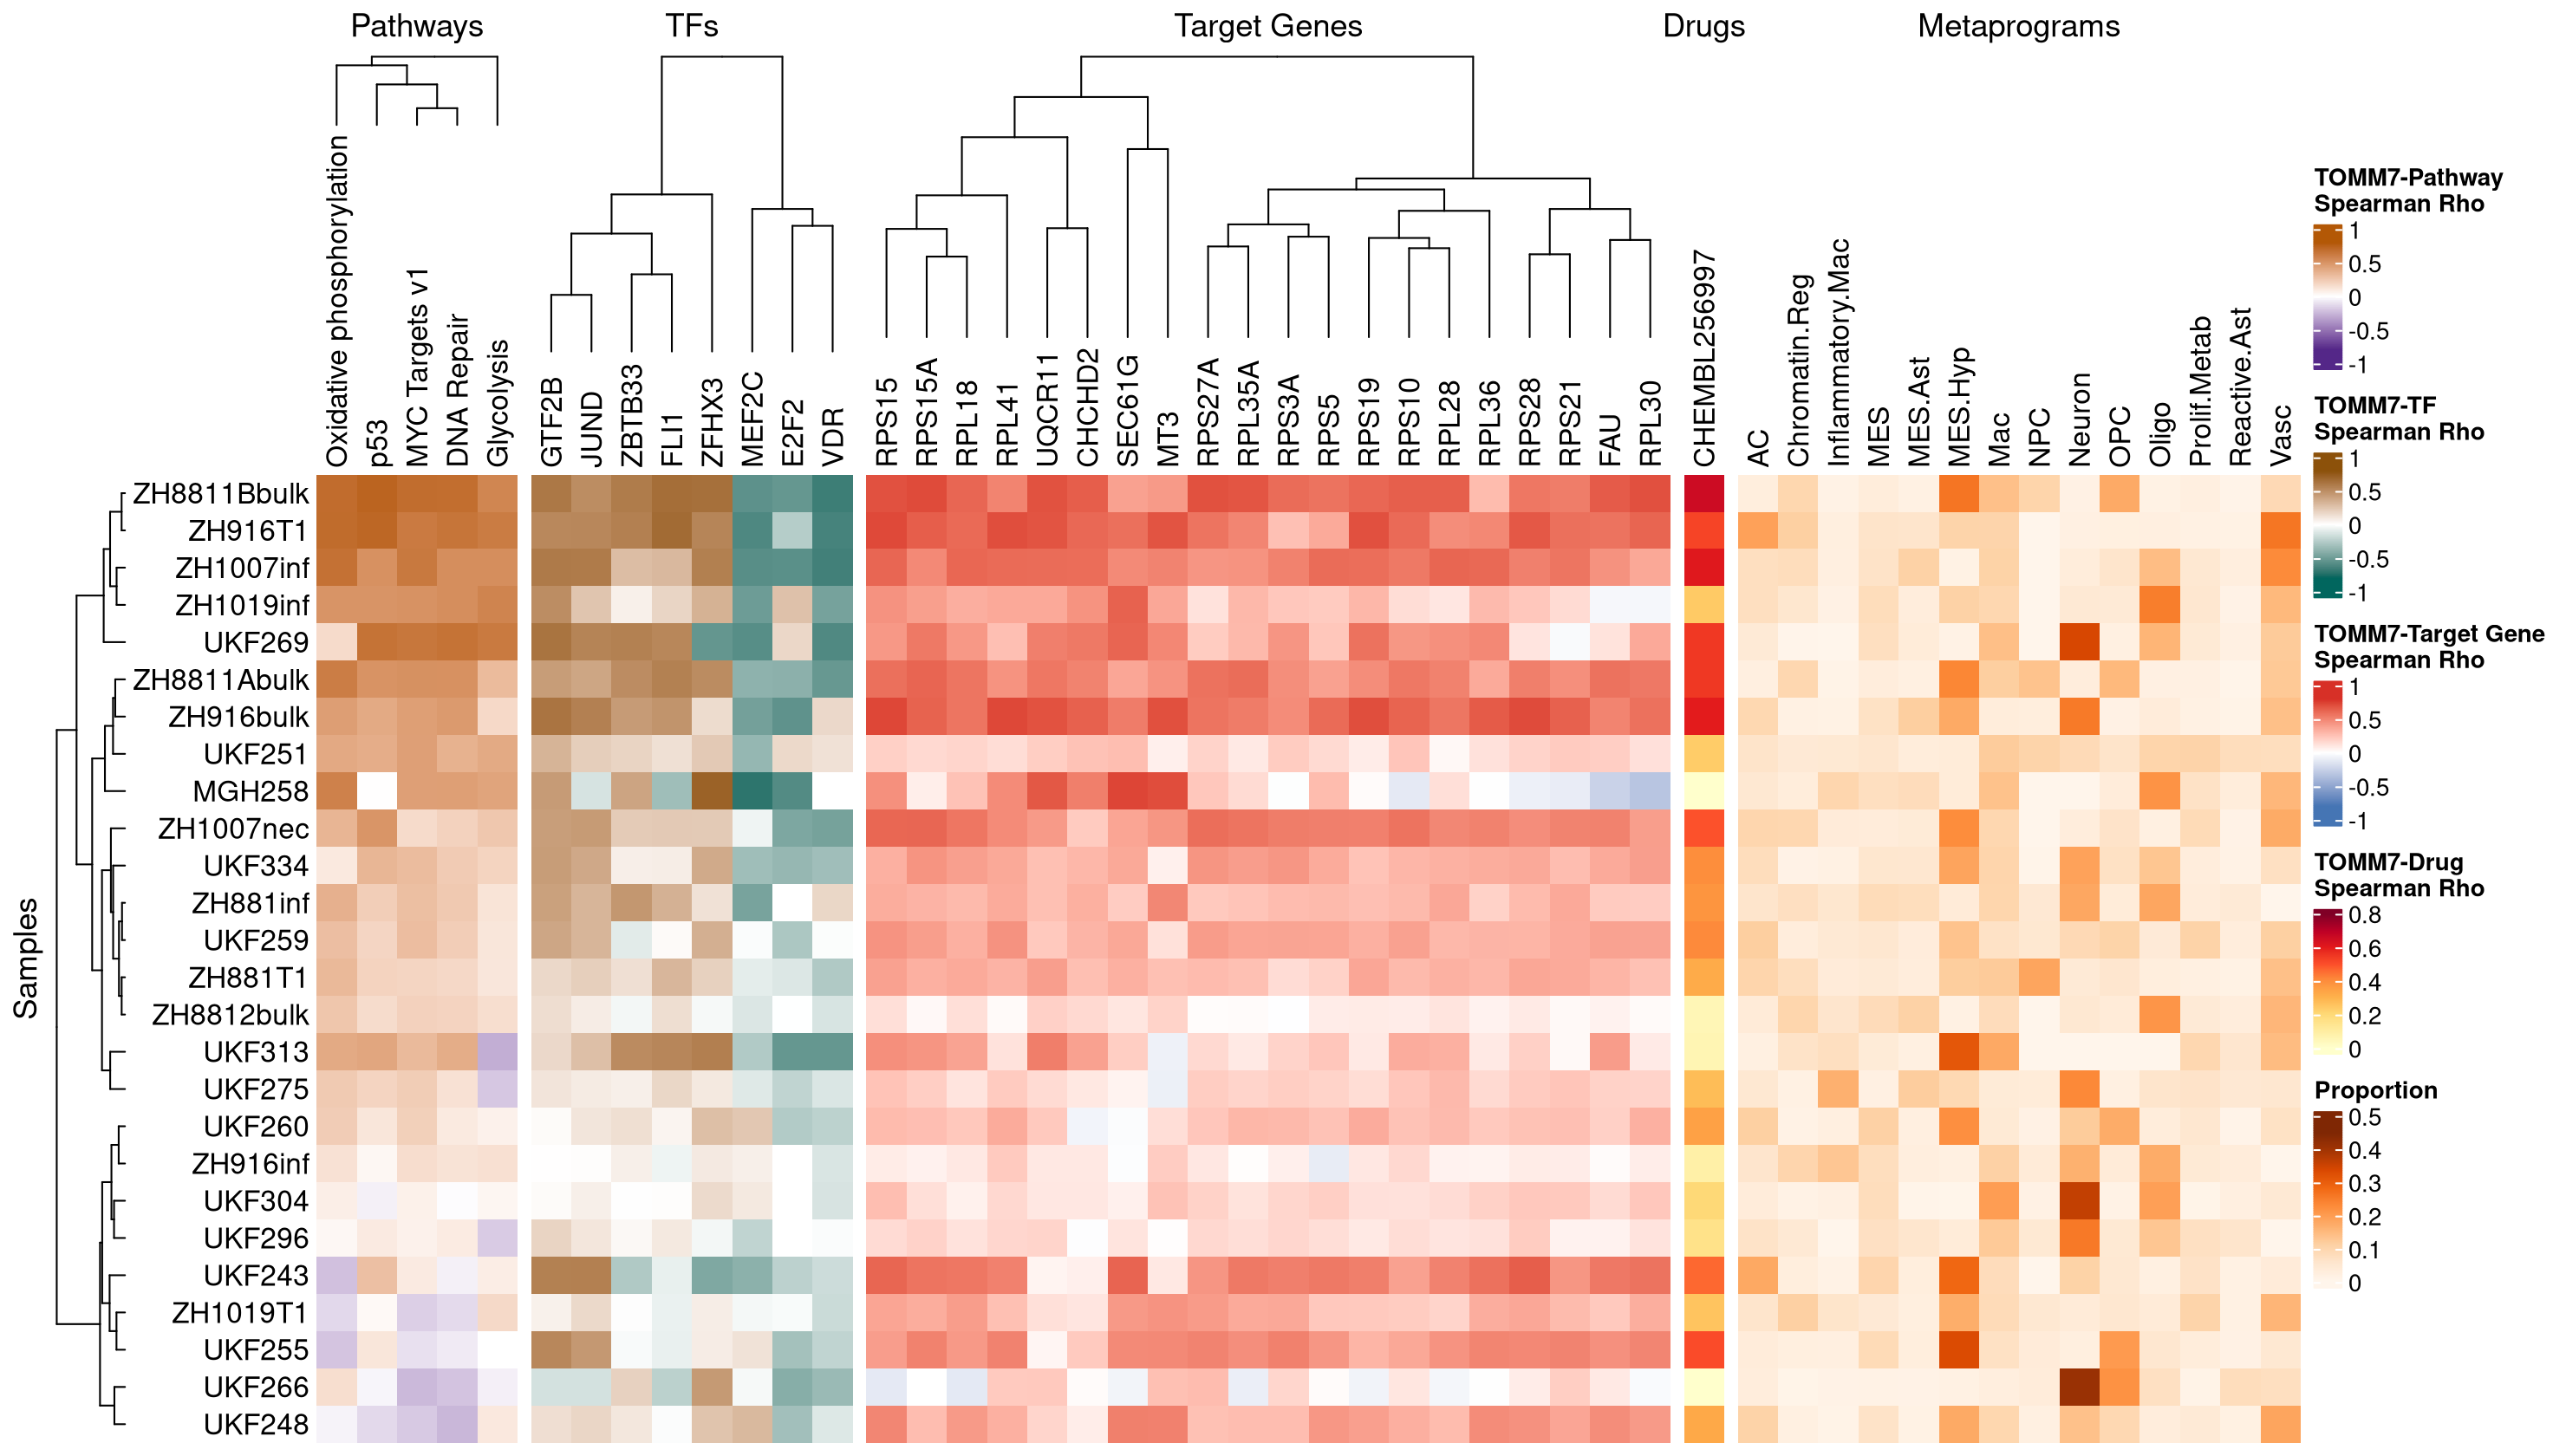 Pathways
TFs
Target Genes
Drugs
Metaprograms
Oxidative phosphorylation
p53
MYC Targets v1
DNA Repair
Glycolysis
GTF2B
JUND
ZBTB33
FLI1
ZFHX3
MEF2C
E2F2
VDR
RPS15
RPS15A
RPL18
RPL41
UQCR11
CHCHD2
SEC61G
MT3
RPS27A
RPL35A
RPS3A
RPS5
RPS19
RPS10
RPL28
RPL36
RPS28
RPS21
FAU
RPL30
CHEMBL256997
AC
Chromatin.Reg
Inflammatory.Mac
MES
MES.Ast
MES.Hyp
Mac
NPC
Neuron
OPC
Oligo
Prolif.Metab
Reactive.Ast
Vasc
Samples
ZH8811Bbulk
ZH916T1
ZH1007inf
ZH1019inf
UKF269
ZH8811Abulk
ZH916bulk
UKF251
MGH258
ZH1007nec
UKF334
ZH881inf
UKF259
ZH881T1
ZH8812bulk
UKF313
UKF275
UKF260
ZH916inf
UKF304
UKF296
UKF243
ZH1019T1
UKF255
UKF266
UKF248
TOMM7-Pathway
Spearman Rho
1
0.5
0
-0.5
-1
TOMM7-TF
Spearman Rho
1
0.5
0
-0.5
-1
TOMM7-Target Gene
Spearman Rho
1
0.5
0
-0.5
-1
TOMM7-Drug
Spearman Rho
0.8
0.6
0.4
0.2
0
Proportion
0.5
0.4
0.3
0.2
0.1
0